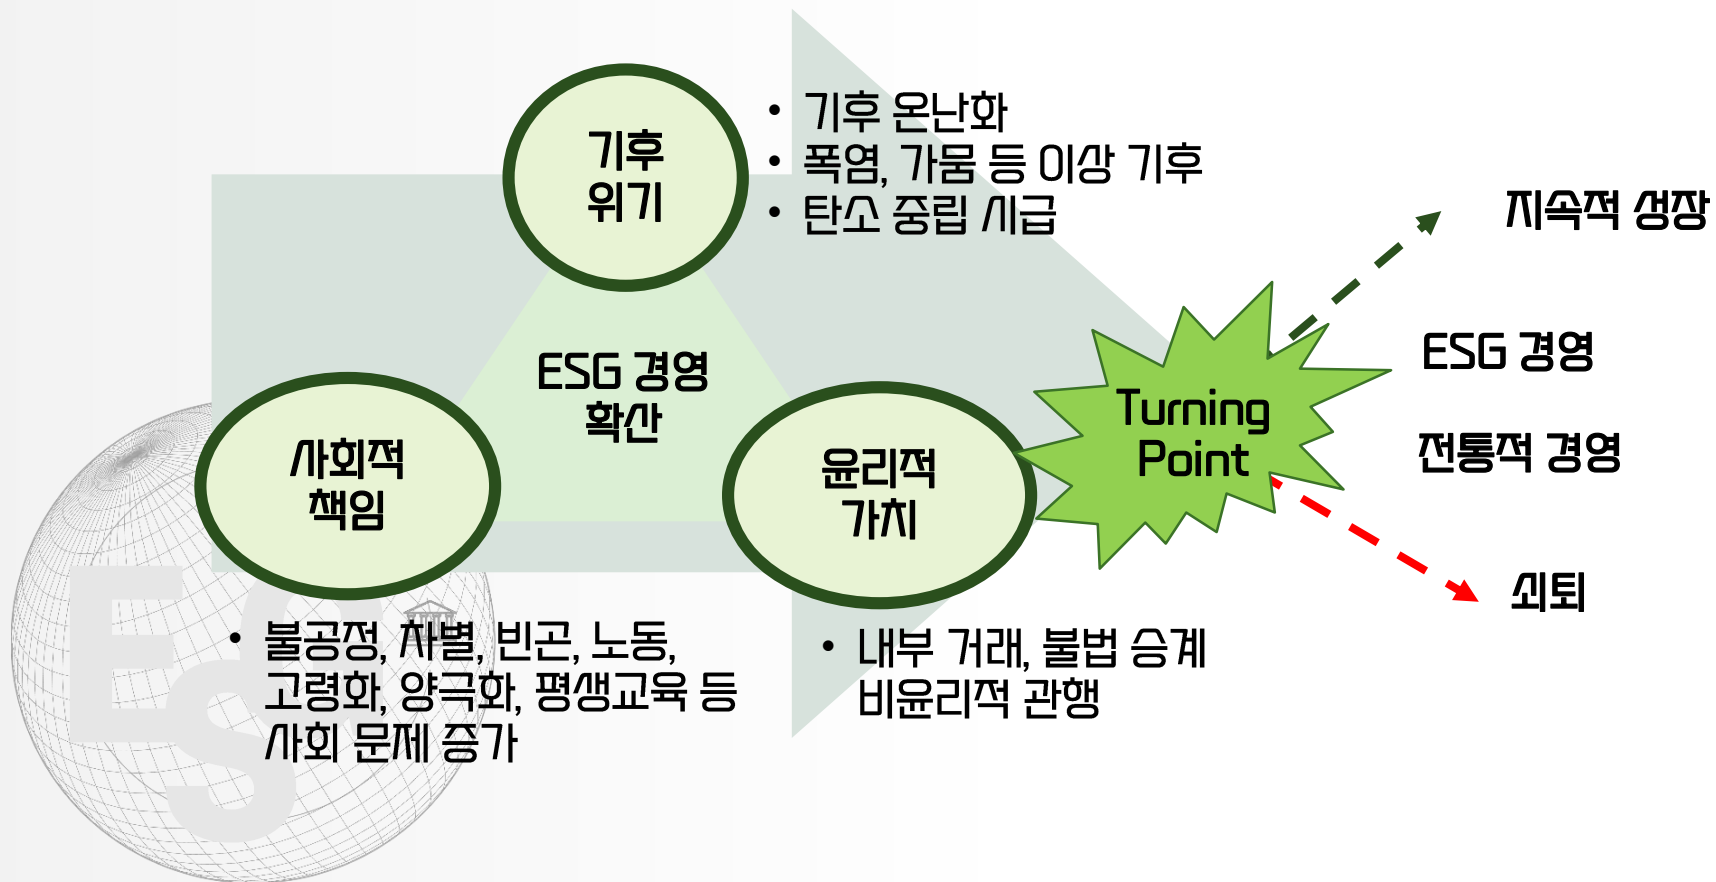 기후
위기
• 기후 온난화
• 폭염, 가뭄 등 이상 기후
• 탄소 중립 시급
ESG 경영
확산
사회적
책임
윤리적
가치
• 불공정, 차별, 빈곤, 노동,
고령화, 양극화, 평생교육 등
사회 문제 증가
• 내부 거래, 불법 승계
비윤리적 관행
Turning
Point
지속적 성장
ESG 경영
전통적 경영
쇠퇴
ESG